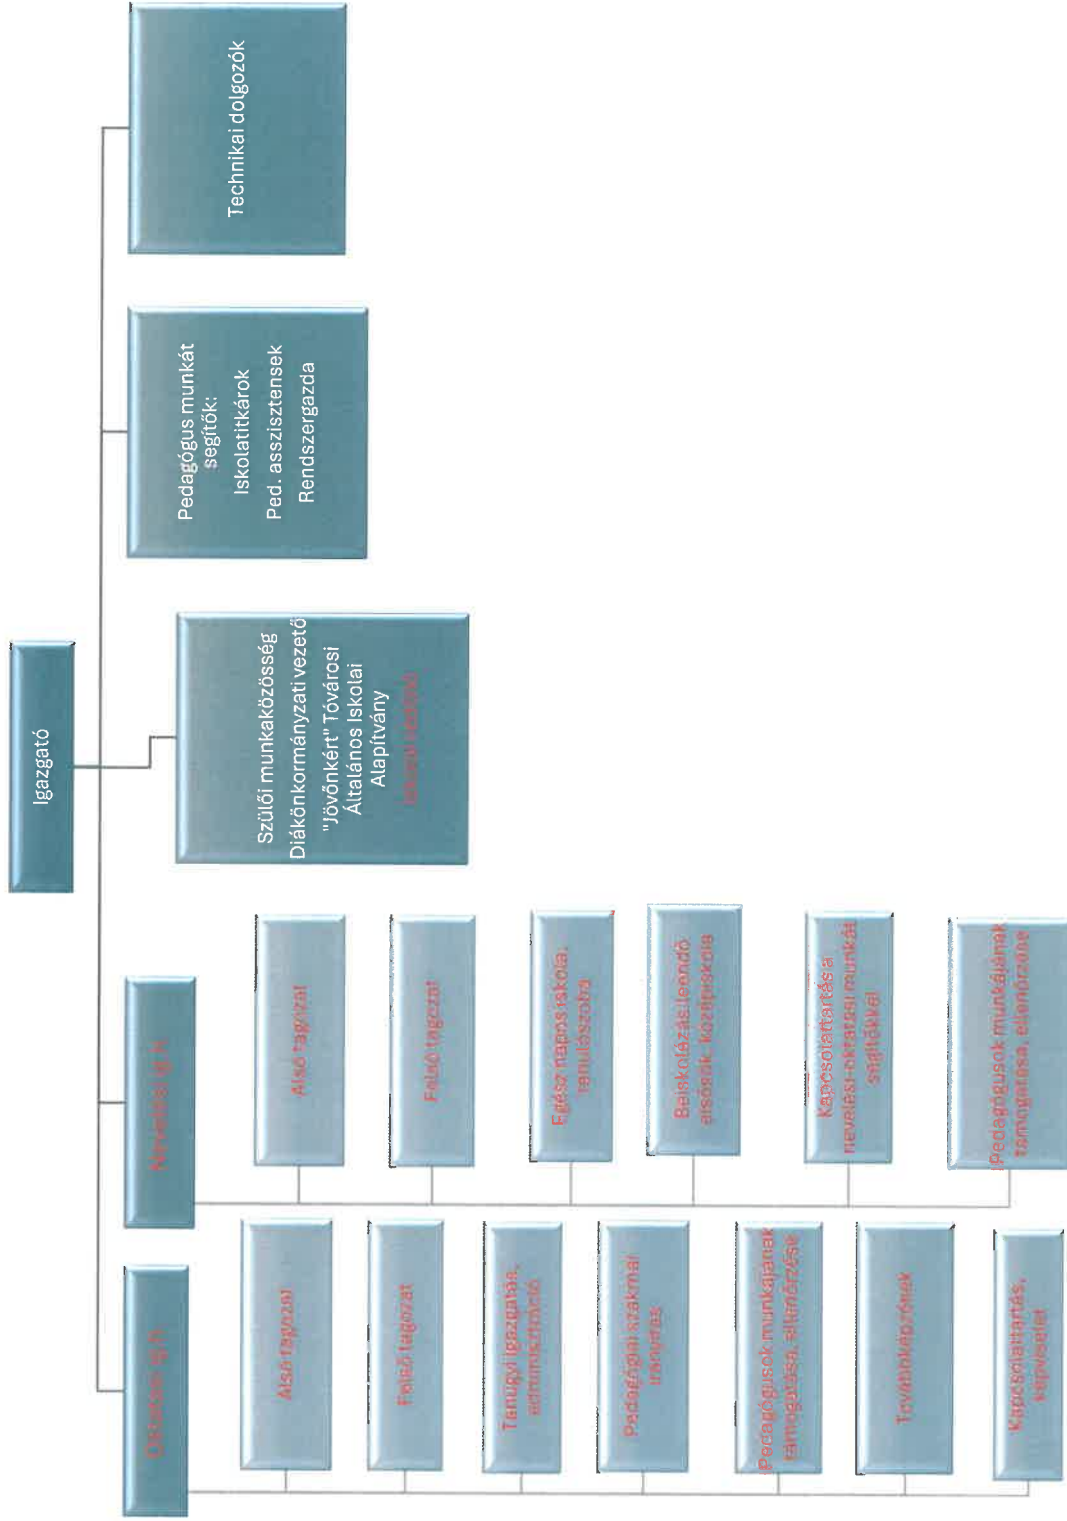 Igazgató
Oktatási ig.h.
Alsó tagozat
Felső tagozat
Tanügyi igazgatás,
adminisztráció
Pedagógiai szakmai
irányítás
Pedagógusok munkájának
támogatása, ellenőrzése
Továbbképzések
Kapcsolattartás,
képviselet
Nevelési ig.h.
Alsó tagozat
Felső tagozat
Egész napos iskola,
tanulószoba
Beiskolázás:leendő
elsősök, középiskola
Kapcsolattartás a
nevelési-oktatási munkát
segítőkkel
Pedagógusok munkájának
támogatása, ellenőrzése
Szülői munkaközösség
Diákönkormányzati vezető
"Jövőnkért" Tóvárosi
Általános Iskolai
Alapítvány
Pedagógus munkát
segítők:
Iskolatitkárok
Ped. asszisztensek
Rendszergazda
Technikai dolgozók